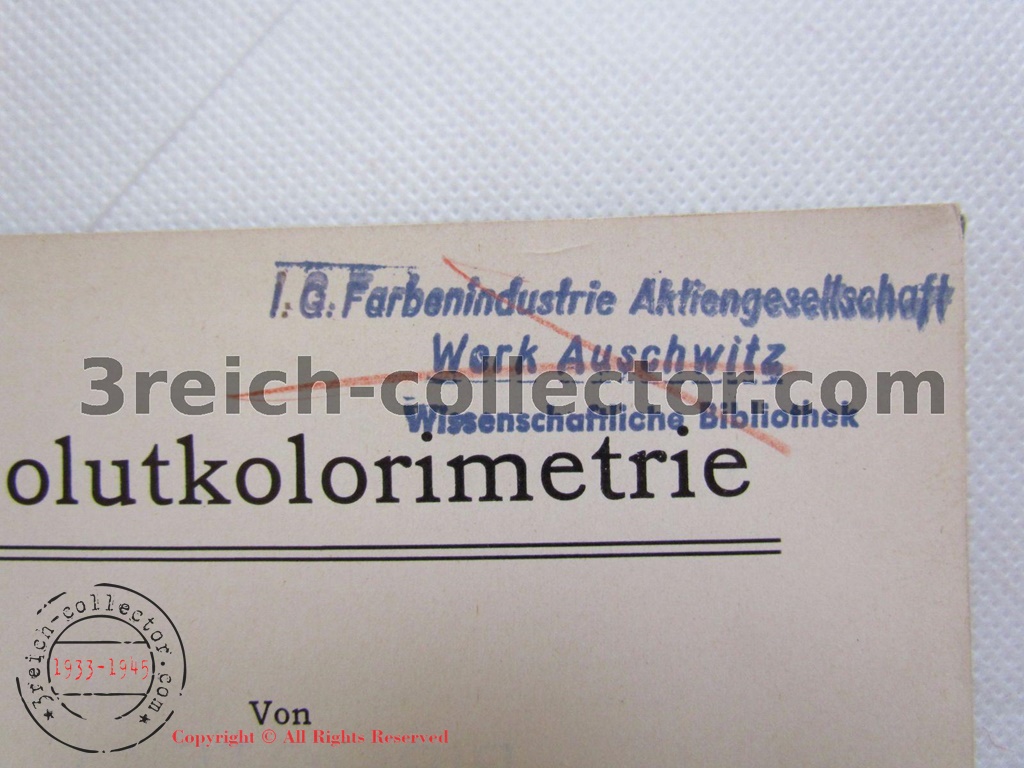 I. G. Farbenindustrie Aktiengesellschaft
Werk Auschwitz
3reich-collector.com
Wissenschaftliche Bibliothek
olutkolorimetrie
3reich-collector.com
1933-1945
Von
Copyright © All Rights Reserved